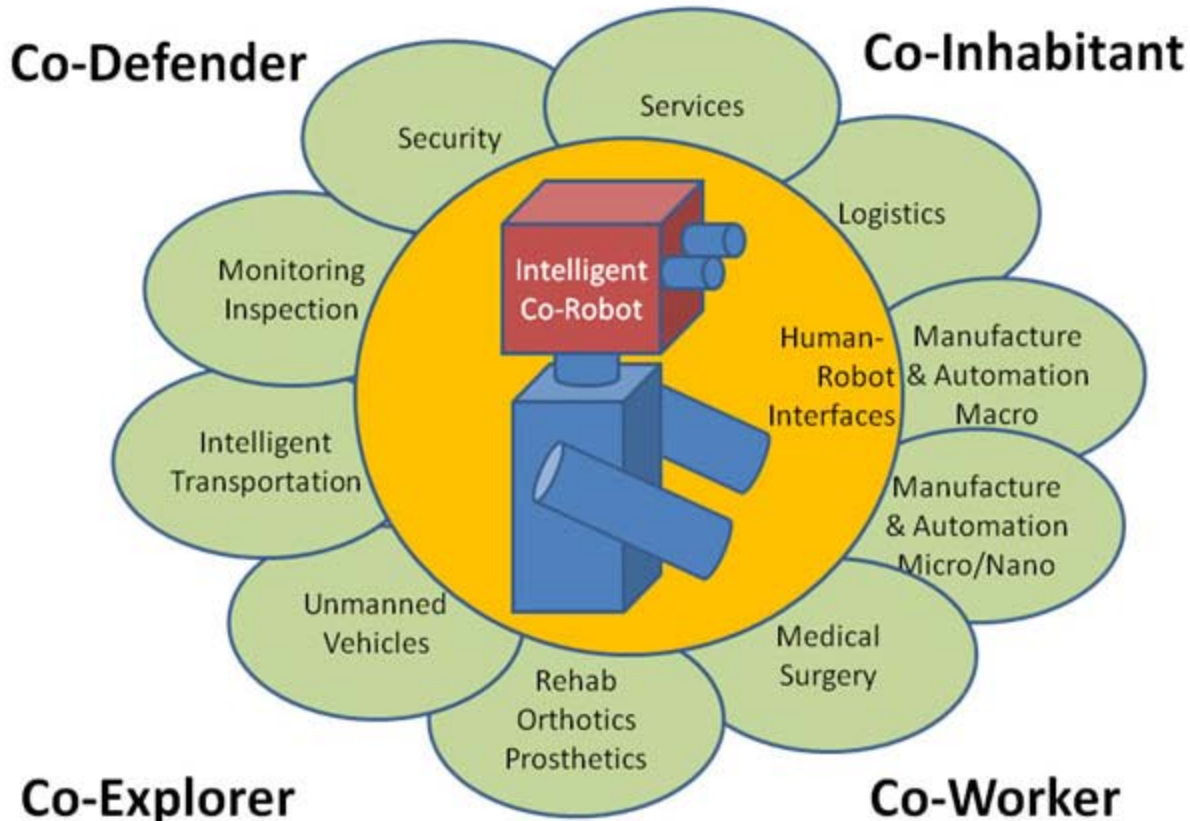 Co-Defender
Co-Inhabitant
Services
Security
Logistics
Monitoring
Inspection
Intelligent
Co-Robot
Human-
Robot
Interfaces
Manufacture
& Automation
Macro
Intelligent
Transportation
Manufacture
& Automation
Micro/Nano
Unmanned
Vehicles
Medical
Surgery
Rehab
Orthotics
Prosthetics
Co-Explorer
Co-Worker